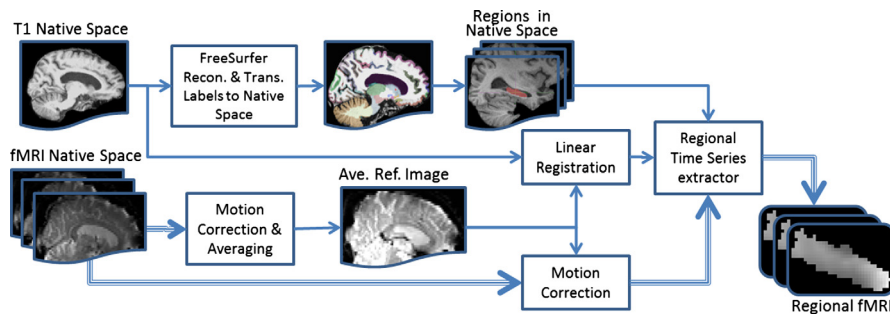 T1 Native Space
FreeSurfer
Recon. & Trans.
Labels to Native
Space
Regions in
Native Space
fMRI Native Space
Motion
Correction &
Averaging
Ave. Ref. Image
Linear
Registration
Regional
Time Series
extractor
Motion
Correction
Regional fMRI